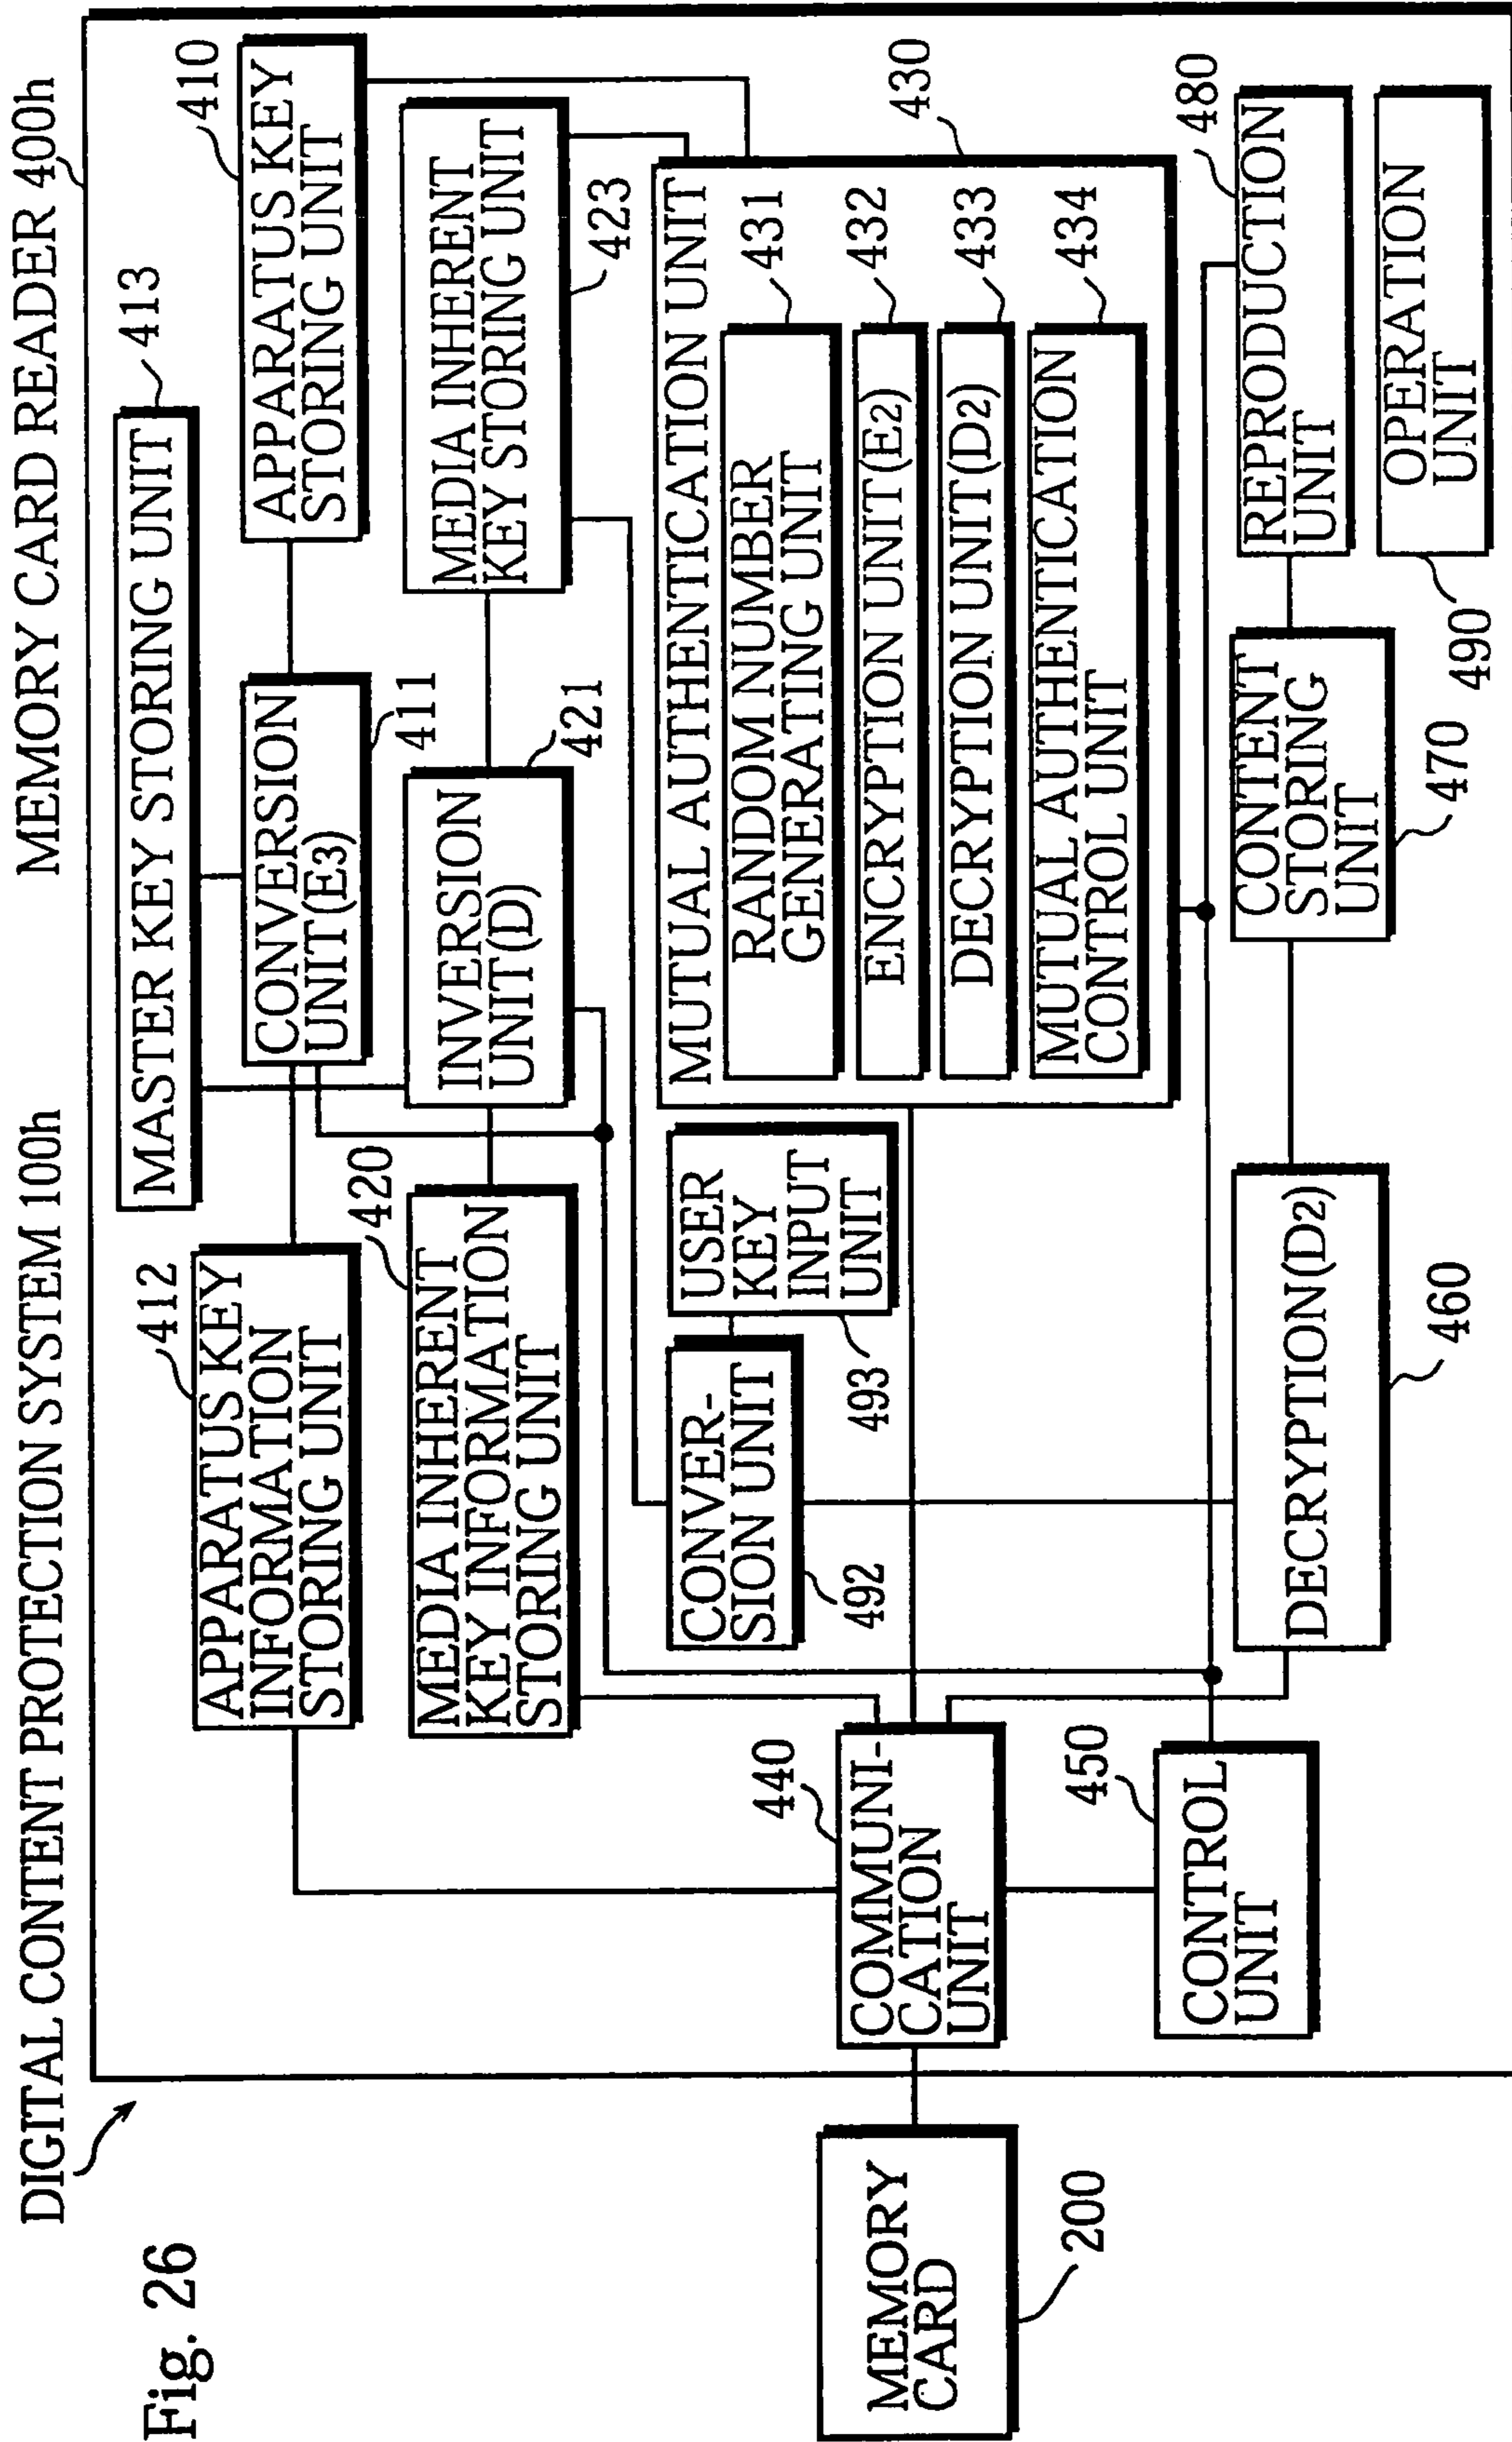 Fig. 26
DIGITAL CONTENT PROTECTION SYSTEM 100h
MEMORY CARD READER 400h
MASTER KEY STORING UNIT
413
412
APPARATUS KEY
INFORMATION
STORING UNIT
CONVERSION
UNIT(E3)
411
APPARATUS KEY
STORING UNIT
410
420
MEDIA INHERENT
KEY INFORMATION
STORING UNIT
INVERSION
UNIT(D)
421
MEDIA INHERENT
KEY STORING UNIT
423
CONVER-
SION UNIT
492
USER
KEY
INPUT
UNIT
493
MUTUAL AUTHENTICATION UNIT
430
RANDOM NUMBER
GENERATING UNIT
431
ENCRYPTION UNIT(E2)
432
DECRYPTION UNIT(D2)
433
MUTUAL AUTHENTICATION
CONTROL UNIT
434
MEMORY
CARD
200
440
COMMUNI-
CATION
UNIT
450
CONTROL
UNIT
DECRYPTION(D2)
460
CONTENT
STORING
UNIT
470
REPRODUCTION
UNIT
480
OPERATION
UNIT
490